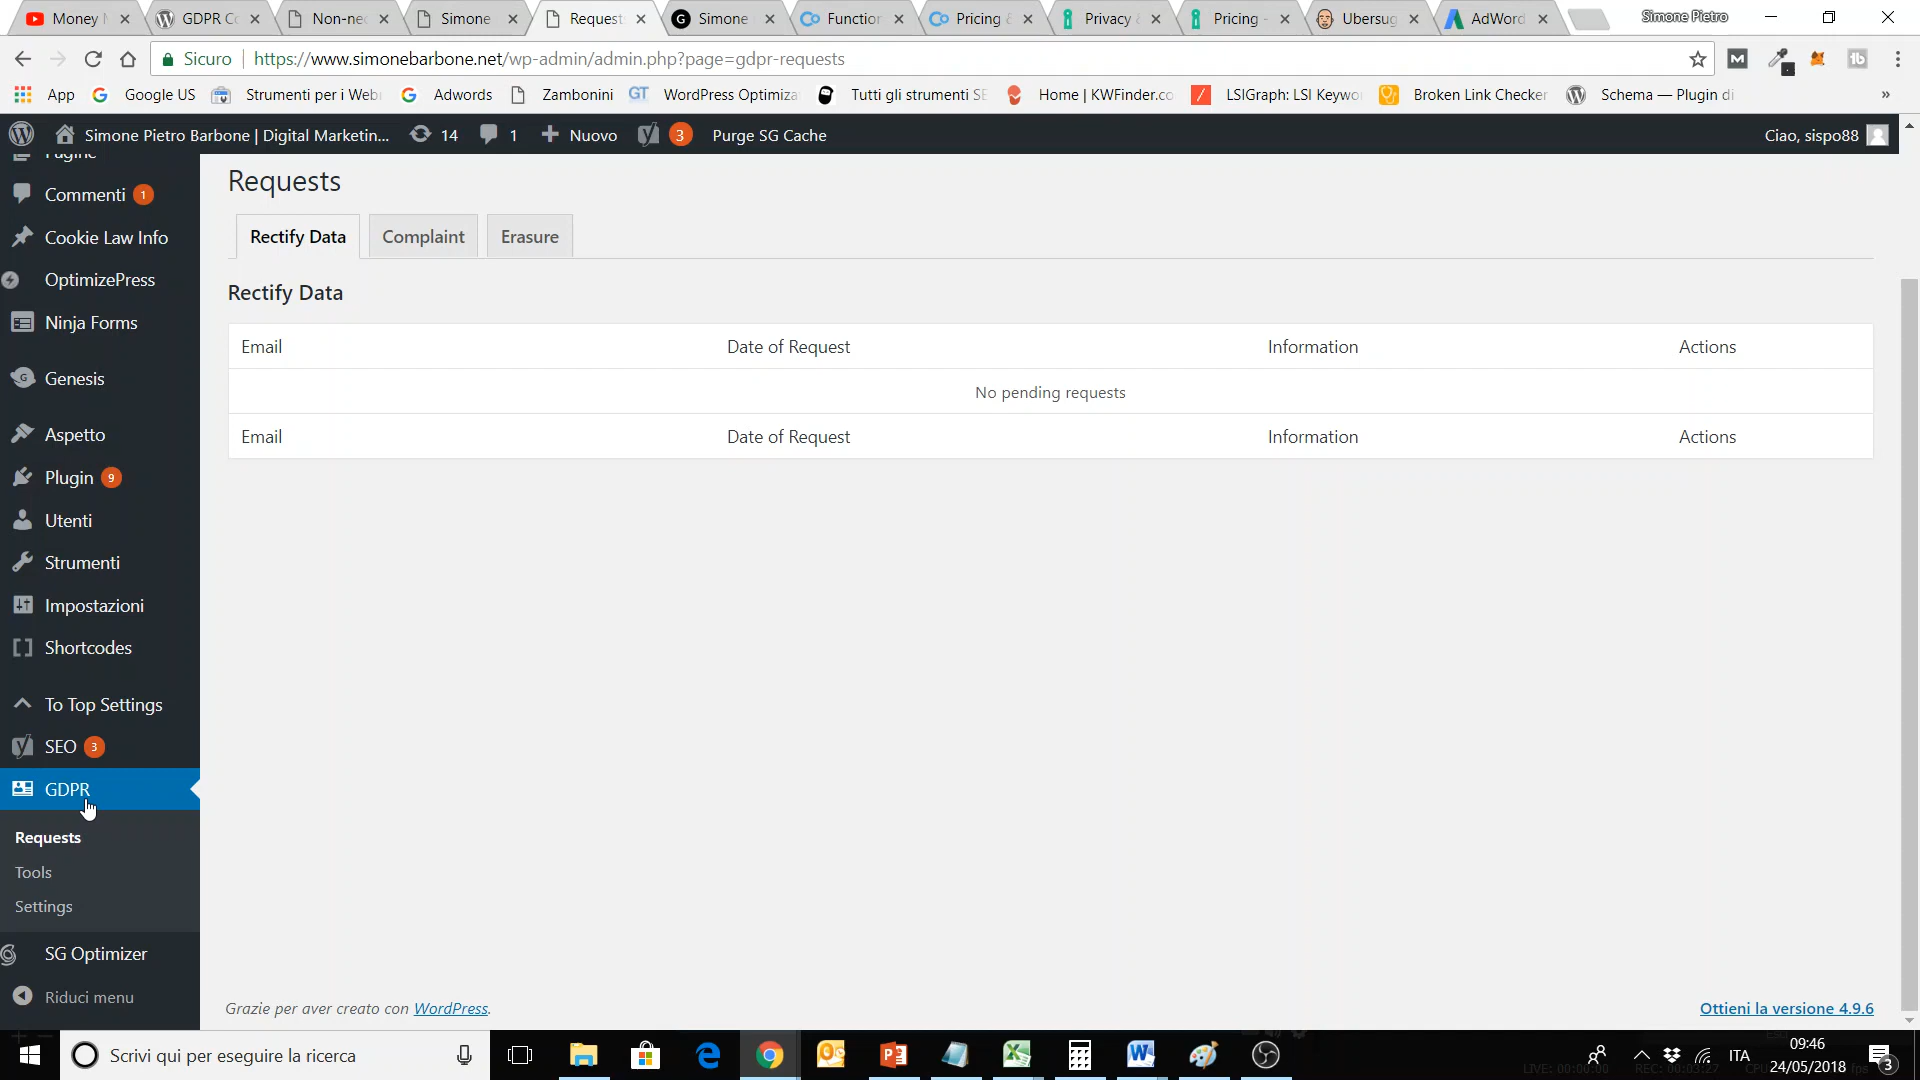 Money
GDPR Co
Non-nec
Simone
Request
Simone
Function
Pricing &
Privacy &
Pricing -
Ubersug
AdWord
Simone Pietro
Sicuro
https://www.simonebarbone.net/wp-admin/admin.php?page=gdpr-requests
App
Google US
Strumenti per i Web
Adwords
Zambonini
GT
WordPress Optimiza
Tutti gli strumenti SE
Home | KWFinder.co
LSIGraph: LSI Keywo
Broken Link Checker
Schema — Plugin di
»
Simone Pietro Barbone | Digital Marketin...
14
1
Nuovo
3
Purge SG Cache
Ciao, sispo88
Pagine
Commenti 1
Cookie Law Info
OptimizePress
Ninja Forms
Genesis
Aspetto
Plugin 9
Utenti
Strumenti
Impostazioni
Shortcodes
To Top Settings
SEO 3
GDPR
Requests
Tools
Settings
SG Optimizer
Riduci menu
Requests
Rectify Data
Complaint
Erasure
Rectify Data
Email Date of Request Information Actions
No pending requests
Email Date of Request Information Actions
Grazie per aver creato con WordPress.
Ottieni la versione 4.9.6
Scrivi qui per eseguire la ricerca
ITA
09:46
24/05/2018
3